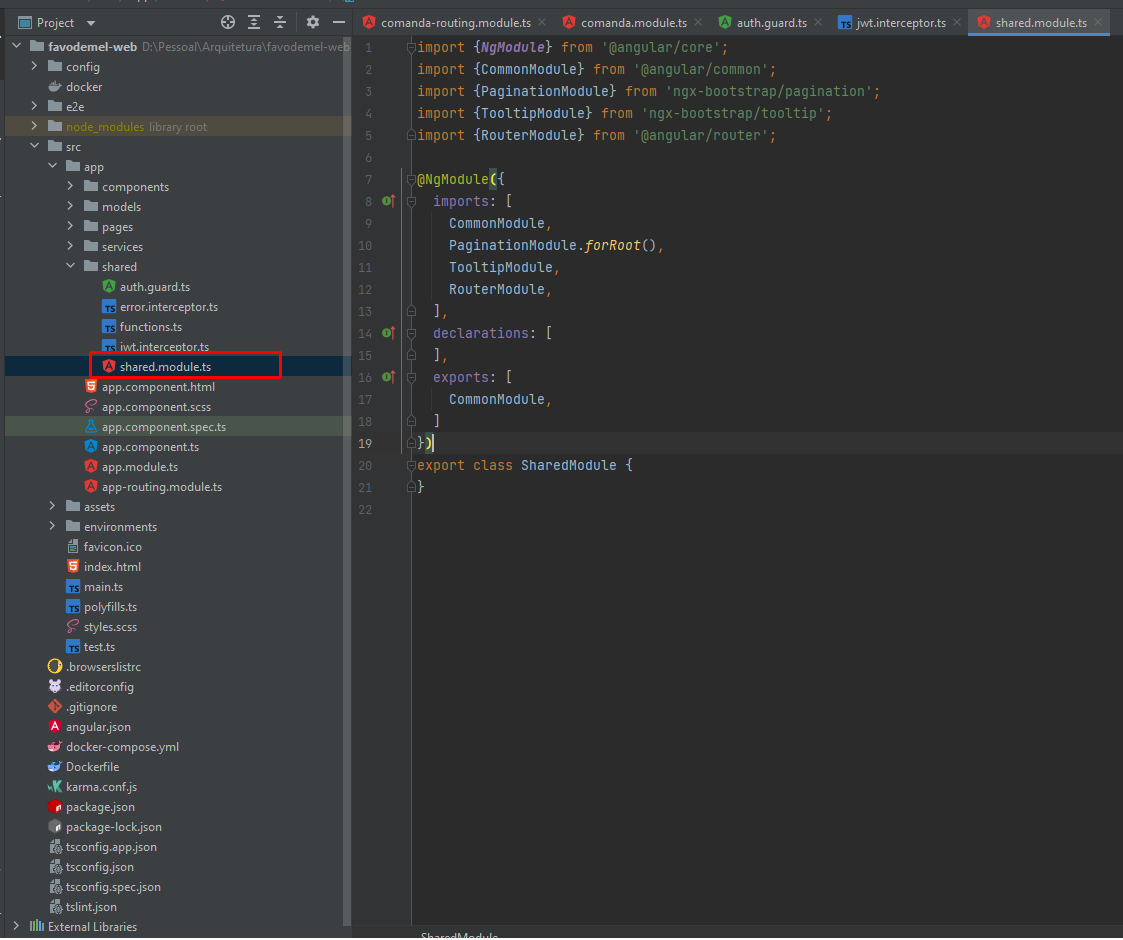 Project
favodemel-web D:\Pessoal\Arquitetura\favodemel-web
config
docker
e2e
node_modules library root
src
app
components
models
pages
services
shared
auth.guard.ts
error.interceptor.ts
functions.ts
jwt.interceptor.ts
shared.module.ts
app.component.html
app.component.scss
app.component.spec.ts
app.component.ts
app.module.ts
app-routing.module.ts
assets
environments
favicon.ico
index.html
main.ts
polyfills.ts
styles.scss
test.ts
.browserslistrc
.editorconfig
.gitignore
angular.json
docker-compose.yml
Dockerfile
karma.conf.js
package.json
package-lock.json
tsconfig.app.json
tsconfig.json
tsconfig.spec.json
tslint.json
External Libraries
comanda-routing.module.ts comanda.module.ts auth.guard.ts jwt.interceptor.ts shared.module.ts
1 import {NgModule} from '@angular/core';
2 import {CommonModule} from '@angular/common';
3 import {PaginationModule} from 'ngx-bootstrap/pagination';
4 import {TooltipModule} from 'ngx-bootstrap/tooltip';
5 import {RouterModule} from '@angular/router';
6
7 @NgModule({
8 imports: [
9 CommonModule,
10 PaginationModule.forRoot(),
11 TooltipModule,
12 RouterModule,
13 ],
14 declarations: [
15 ],
16 exports: [
17 CommonModule,
18 ]
19 })
20 export class SharedModule {
21 }
22
SharedModule